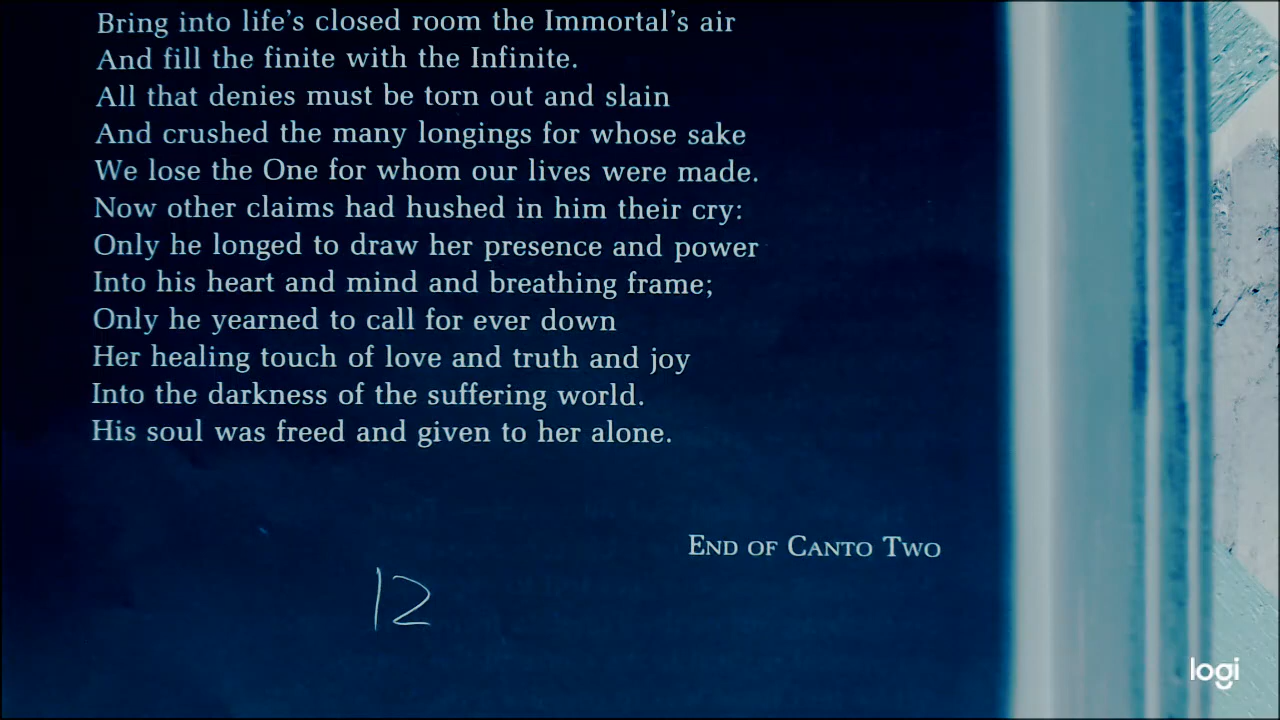 Bring into life's closed room the Immortal's air
And fill the finite with the Infinite.
All that denies must be torn out and slain
And crushed the many longings for whose sake
We lose the One for whom our lives were made.
Now other claims had hushed in him their cry:
Only he longed to draw her presence and power
Into his heart and mind and breathing frame;
Only he yearned to call for ever down
Her healing touch of love and truth and joy
Into the darkness of the suffering world.
His soul was freed and given to her alone.
END OF CANTO TWO
12
logi